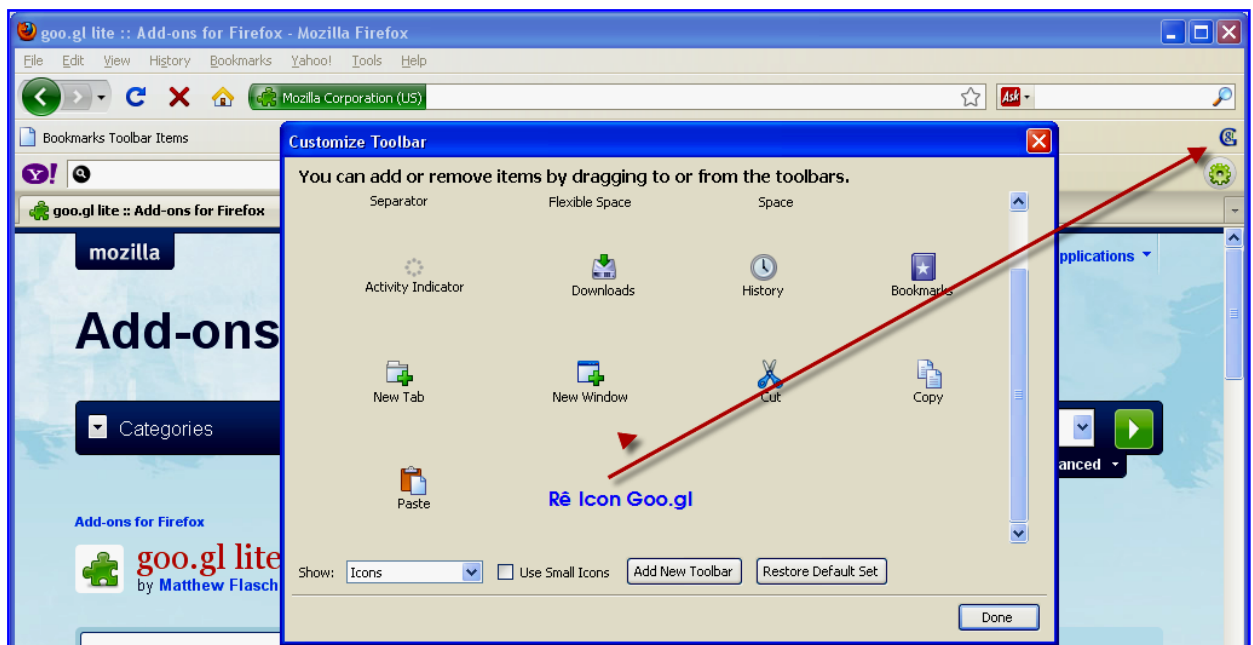 goo.gl lite :: Add-ons for Firefox - Mozilla Firefox
File Edit View History Bookmarks Yahoo! Tools Help
Mozilla Corporation (US) Ask
Bookmarks Toolbar Items
Y!
goo.gl lite :: Add-ons for Firefox
Customize Toolbar
You can add or remove items by dragging to or from the toolbars.
Separator Flexible Space Space
Activity Indicator Downloads History Bookmarks
New Tab New Window Cut Copy
Paste
Rê Icon Goo.gl
Show: Icons Use Small Icons Add New Toolbar Restore Default Set
Done
mozilla
pplications
Add-ons
Categories
anced
Add-ons for Firefox
goo.gl lite
by Matthew Flasch